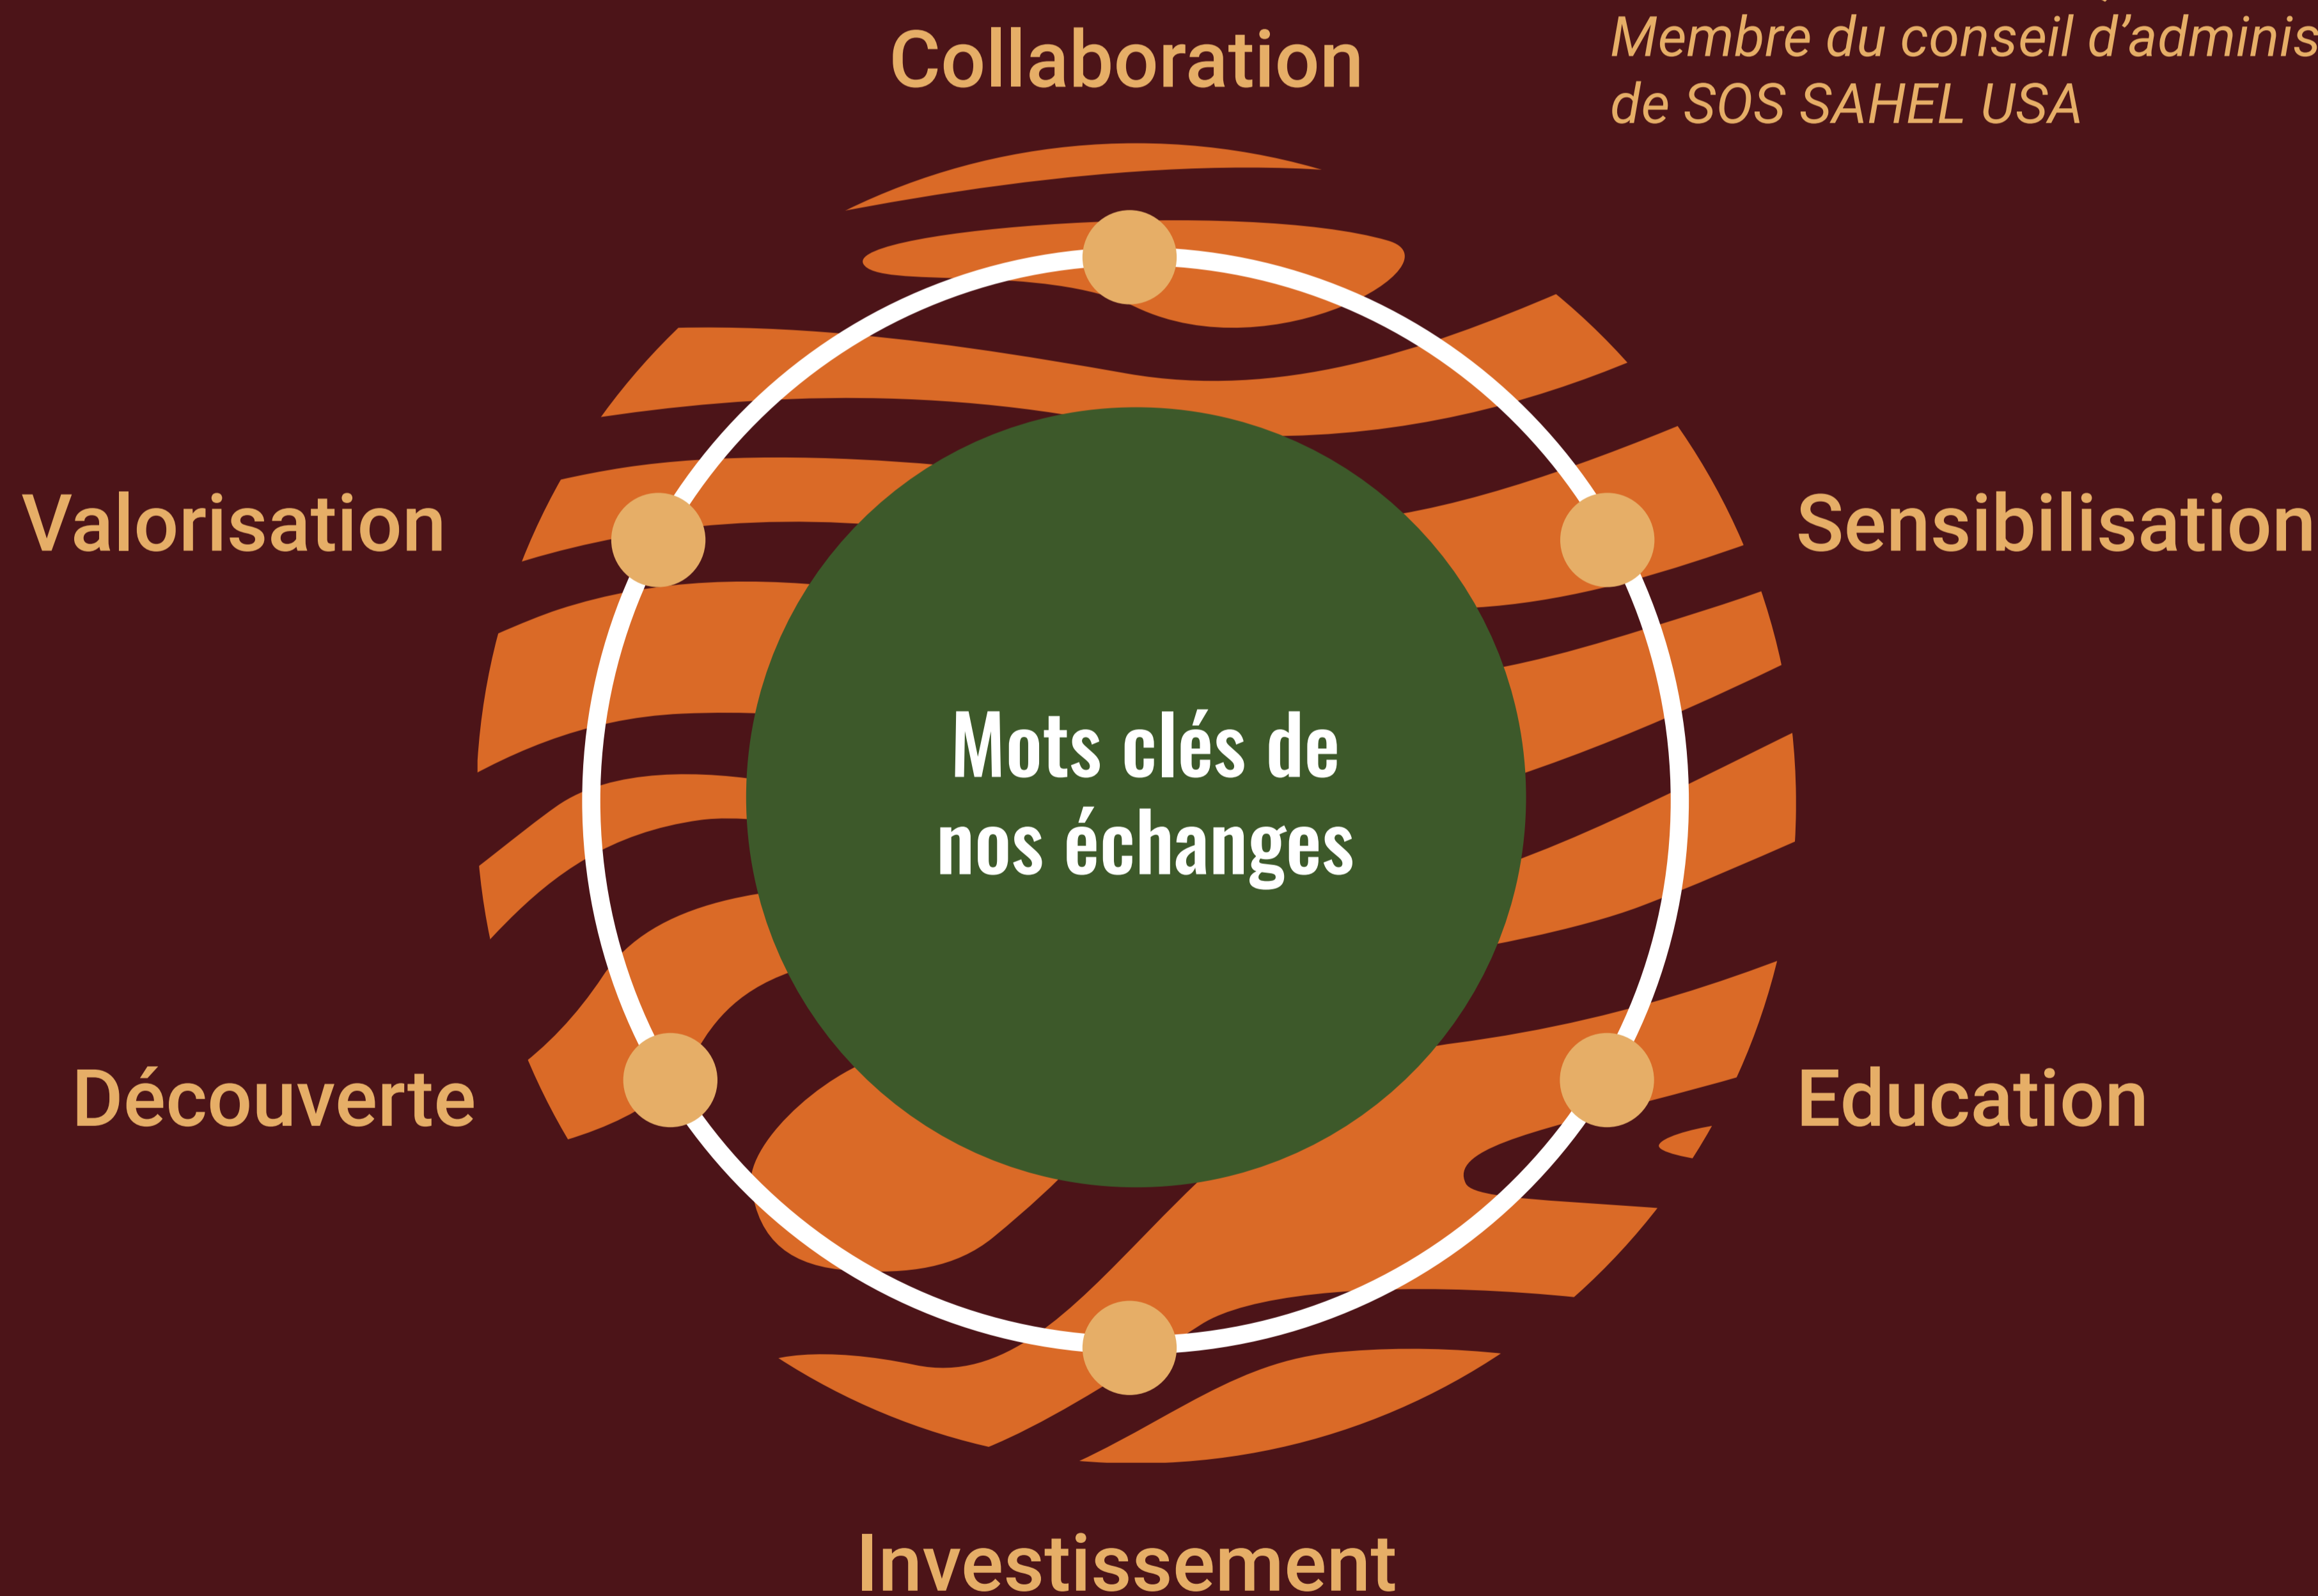 Collaboration
Membre du conseil d’adminis
de SOS SAHEL USA
Valorisation
Sensibilisation
Mots clés de
nos échanges
Découverte
Education
Investissement